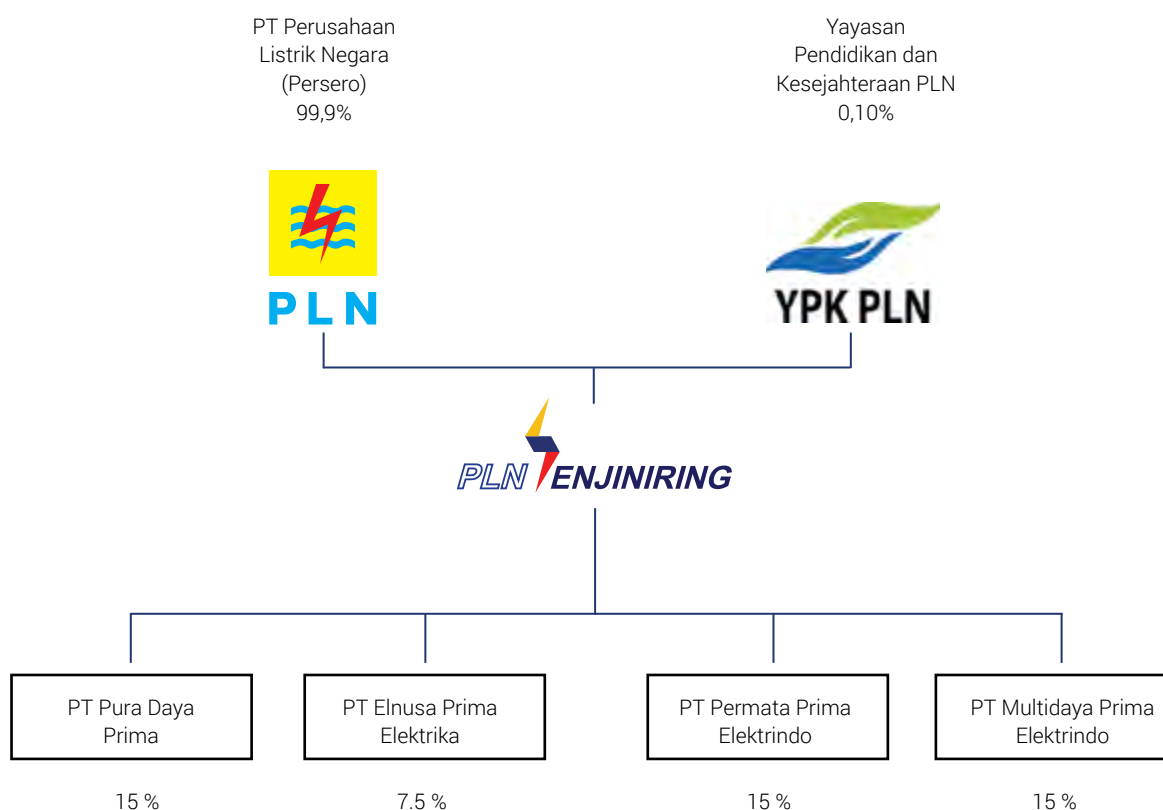 PT Perusahaan
Listrik Negara
(Persero)
99,9%
Yayasan
Pendidikan dan
Kesejahteraan PLN
0,10%
PLN
YPK PLN
PLN ENJINIRING
PT Pura Daya
Prima
PT Elnusa Prima
Elektrika
PT Permata Prima
Elektrindo
PT Multidaya Prima
Elektrindo
15 %
7.5 %
15 %
15 %